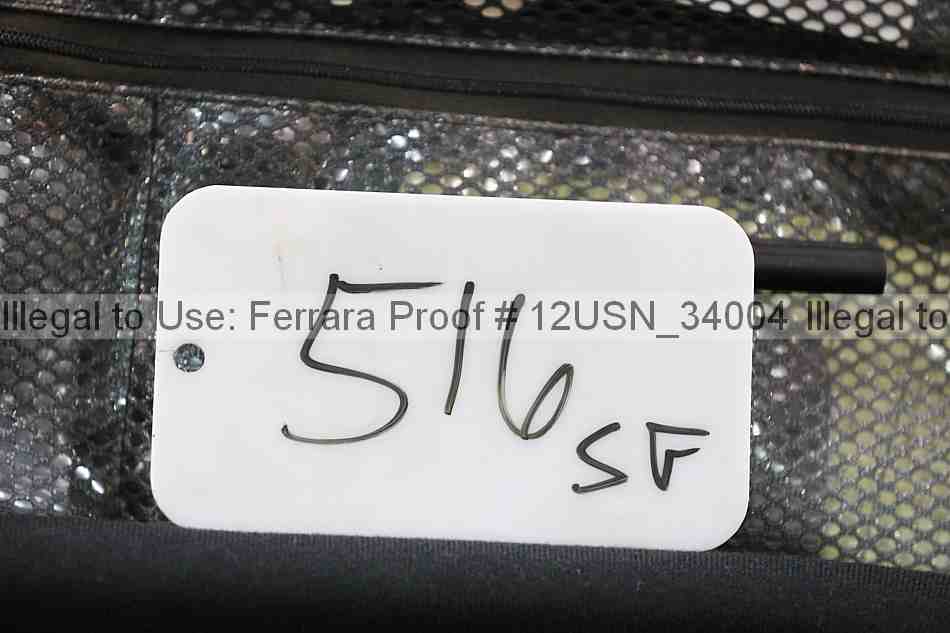 Illegal to Use: Ferrara Proof # 12USN_34004 Illegal to
516
SF